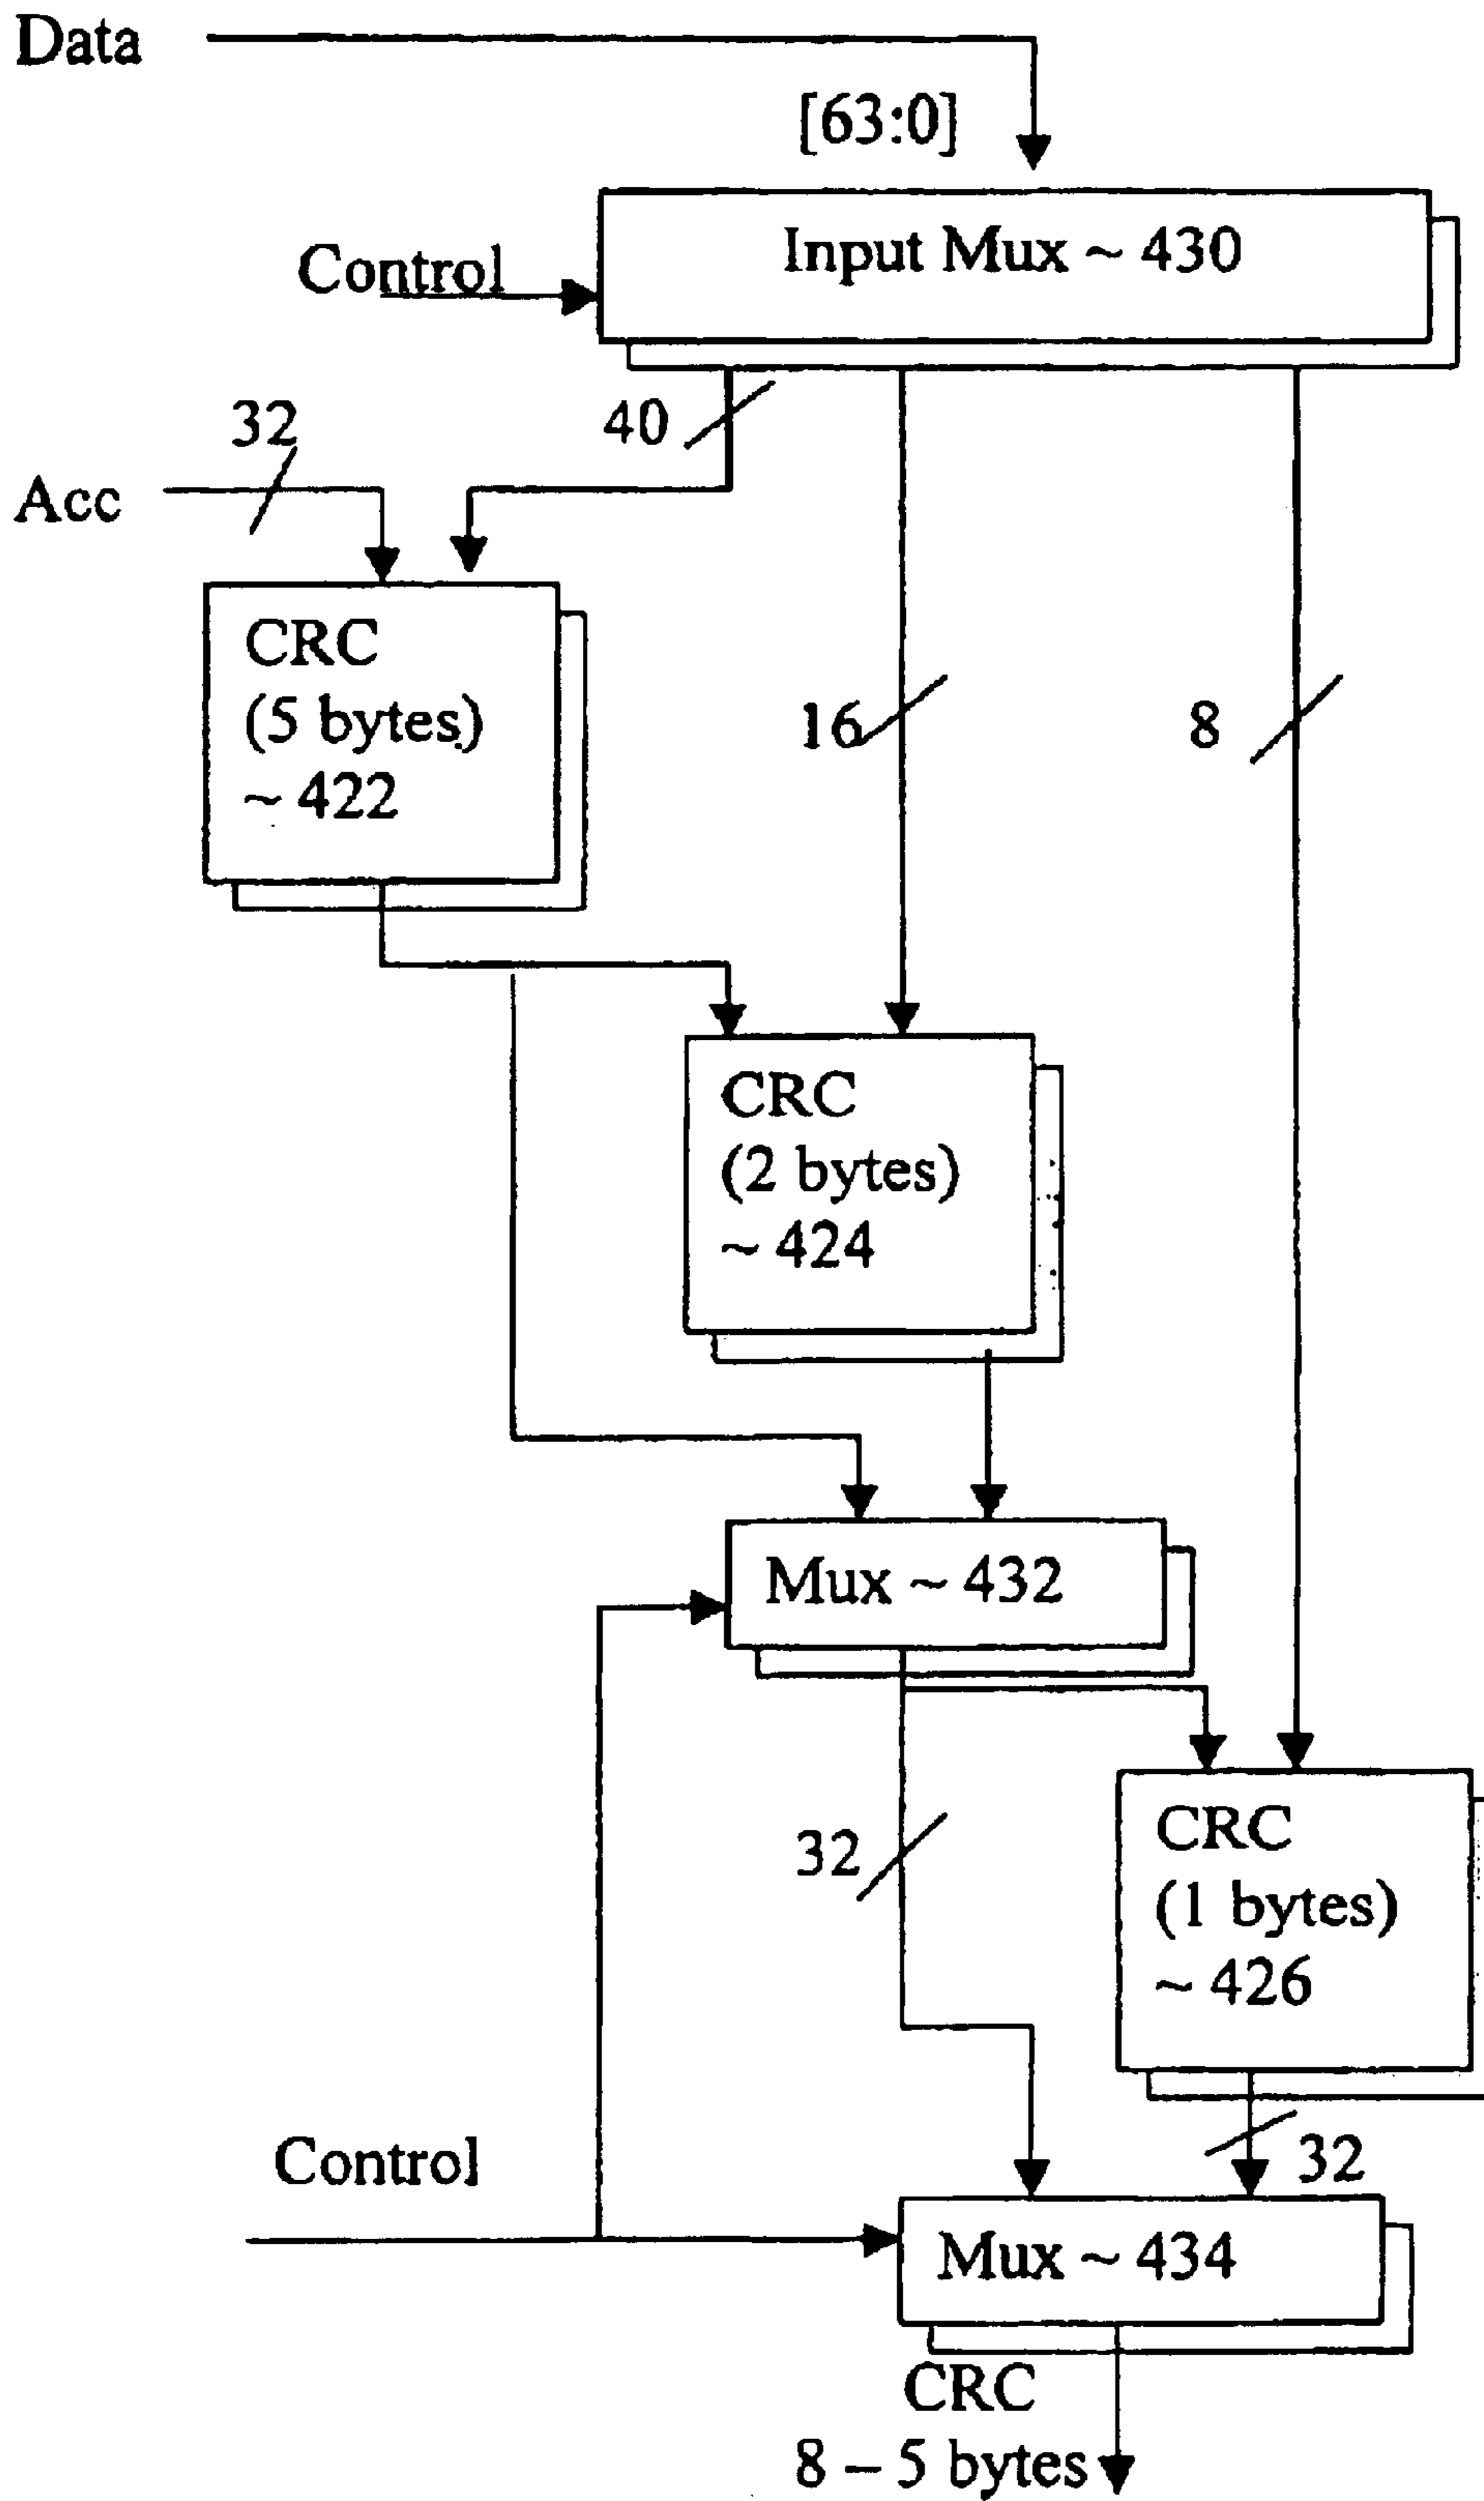 Data
[63:0]
Input Mux ~ 430
Control
32
40
Acc
CRC
(5 bytes)
~ 422
16
8
CRC
(2 bytes)
~ 424
Mux ~ 432
32
CRC
(1 bytes)
~ 426
Control
32
Mux ~ 434
CRC
8 – 5 bytes